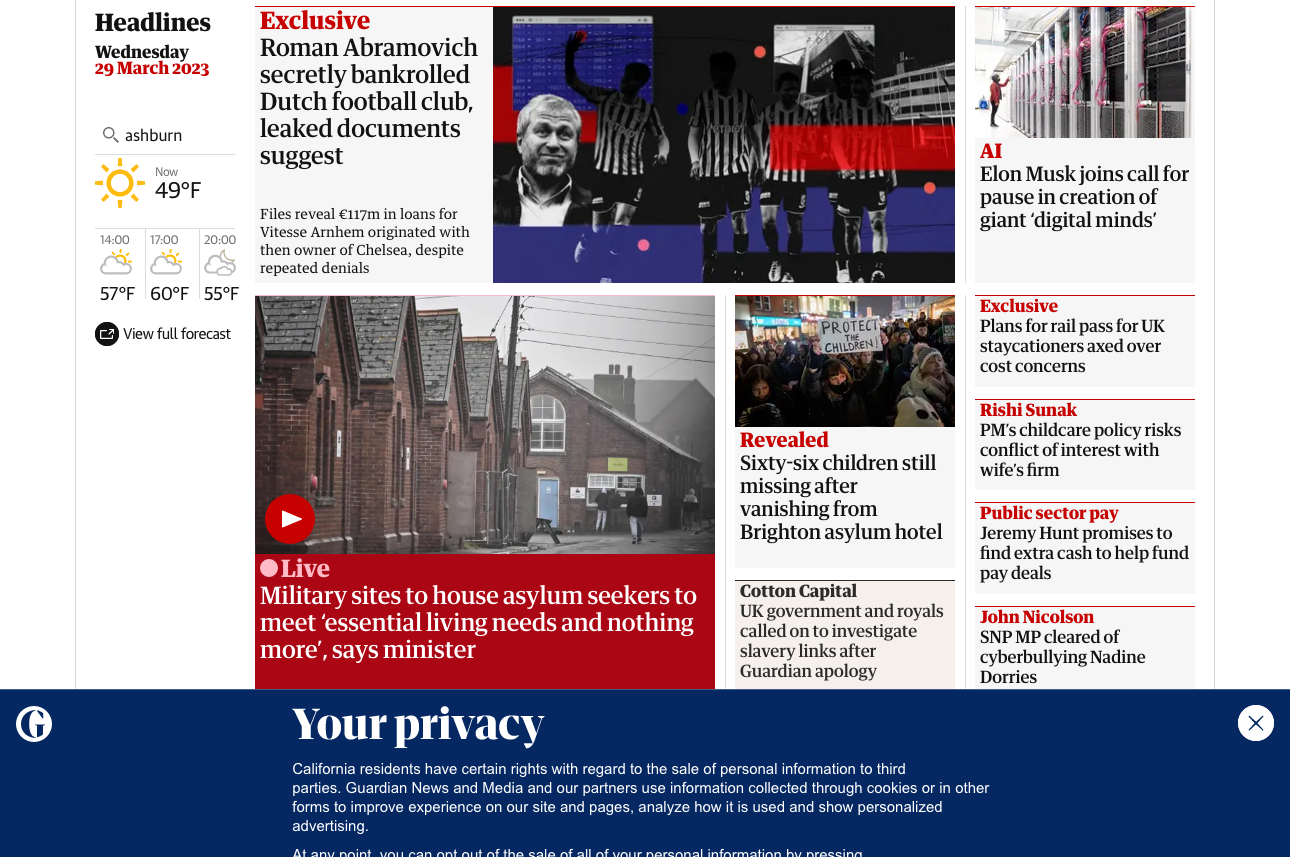 Headlines
Wednesday
29 March 2023
ashburn
Now
49°F
14:00
17:00
20:00
57°F
60°F
55°F
View full forecast
Exclusive
Roman Abramovich
secretly bankrolled
Dutch football club,
leaked documents
suggest
Files reveal €117m in loans for
Vitesse Arnhem originated with
then owner of Chelsea, despite
repeated denials
AI
Elon Musk joins call for
pause in creation of
giant ‘digital minds’
Live
Military sites to house asylum seekers to
meet ‘essential living needs and nothing
more’, says minister
PROTECT
THE
CHILDREN!
Revealed
Sixty-six children still
missing after
vanishing from
Brighton asylum hotel
Cotton Capital
UK government and royals
called on to investigate
slavery links after
Guardian apology
Exclusive
Plans for rail pass for UK
staycationers axed over
cost concerns
Rishi Sunak
PM’s childcare policy risks
conflict of interest with
wife’s firm
Public sector pay
Jeremy Hunt promises to
find extra cash to help fund
pay deals
John Nicolson
SNP MP cleared of
cyberbullying Nadine
Dorries
G
Your privacy
California residents have certain rights with regard to the sale of personal information to third
parties. Guardian News and Media and our partners use information collected through cookies or in other
forms to improve experience on our site and pages, analyze how it is used and show personalized
advertising.
At any point, you can opt out of the sale of all of your personal information by pressing